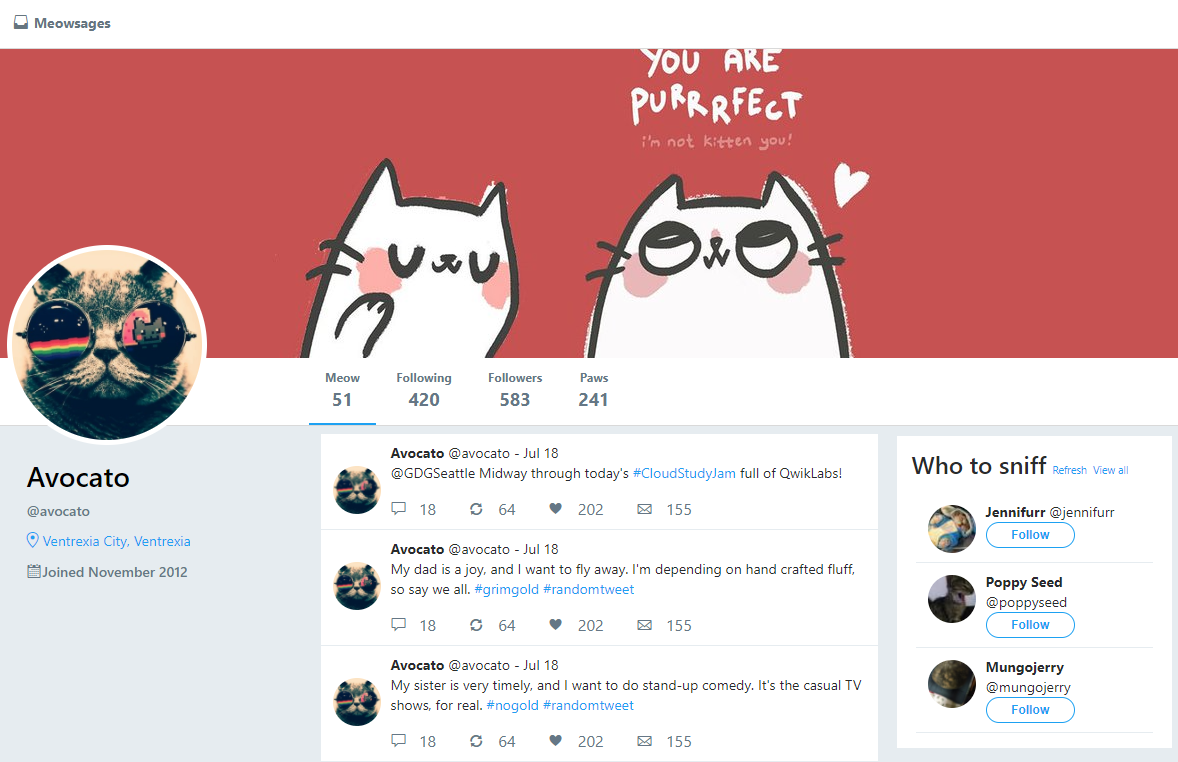 Meowsages
YOU ARE
PURRRFECT
i'm not kitten you!
Meow
51
Following
420
Followers
583
Paws
241
Avocato
@avocato
Ventrexia City, Ventrexia
Joined November 2012
Avocato @avocato - Jul 18
@GDGSeattle Midway through today's #CloudStudyJam full of QwikLabs!
18 64 202 155
Avocato @avocato - Jul 18
My dad is a joy, and I want to fly away. I'm depending on hand crafted fluff,
so say we all. #grimgold #randomtweet
18 64 202 155
Avocato @avocato - Jul 18
My sister is very timely, and I want to do stand-up comedy. It's the casual TV
shows, for real. #nogold #randomtweet
18 64 202 155
Who to sniff Refresh View all
Jennifurr @jennifurr
Follow
Poppy Seed
@poppyseed
Follow
Mungojerry
@mungojerry
Follow